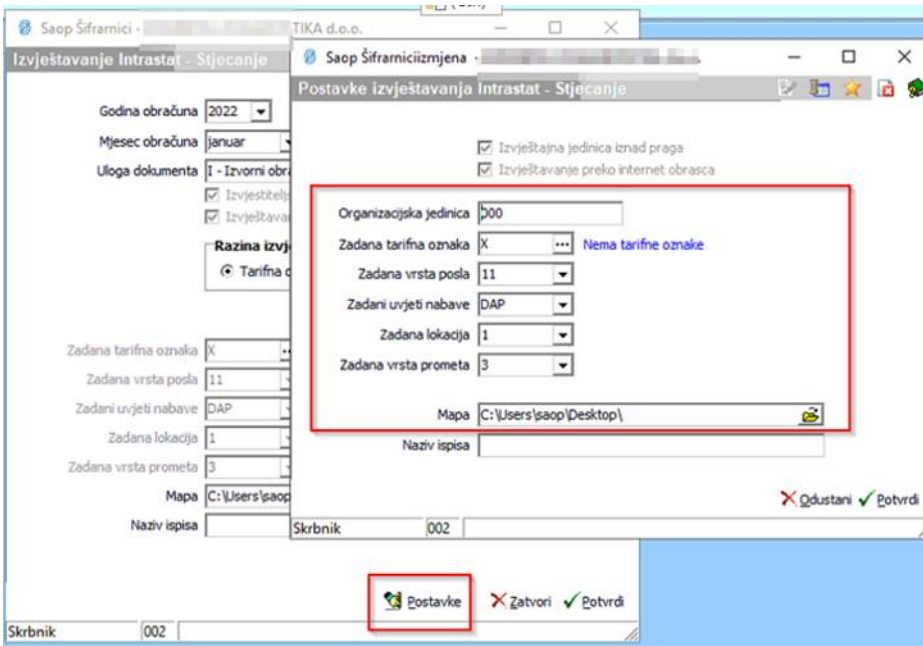 Saop Šifrarnici -
TIKA d.o.o.
Izvještavanje Intrastat - Stjecanje
Godina obračuna 2022
Mjesec obračuna januar
Uloga dokumenta I - Izvorni obra
Izvjestitelj
Izvještavan
Razina izvje
Tarifna o
Zadana tarifna oznaka X
Zadana vrsta posla 11
Zadani uvjeti nabave DAP
Zadana lokacija 1
Zadana vrsta prometa 3
Mapa C:\Users\saop
Naziv ispisa
Postavke
Zatvori
Potvrdi
Skrbnik 002
Saop Šifrarniciizmjena -
Postavke izvještavanja Intrastat - Stjecanje
Izvještajna jedinica iznad praga
Izvještavanje preko internet obrasca
Organizacijska jedinica 000
Zadana tarifna oznaka X ... Nema tarifne oznake
Zadana vrsta posla 11
Zadani uvjeti nabave DAP
Zadana lokacija 1
Zadana vrsta prometa 3
Mapa C:\Users\saop\Desktop\
Naziv ispisa
Odustani
Potvrdi
Skrbnik 002